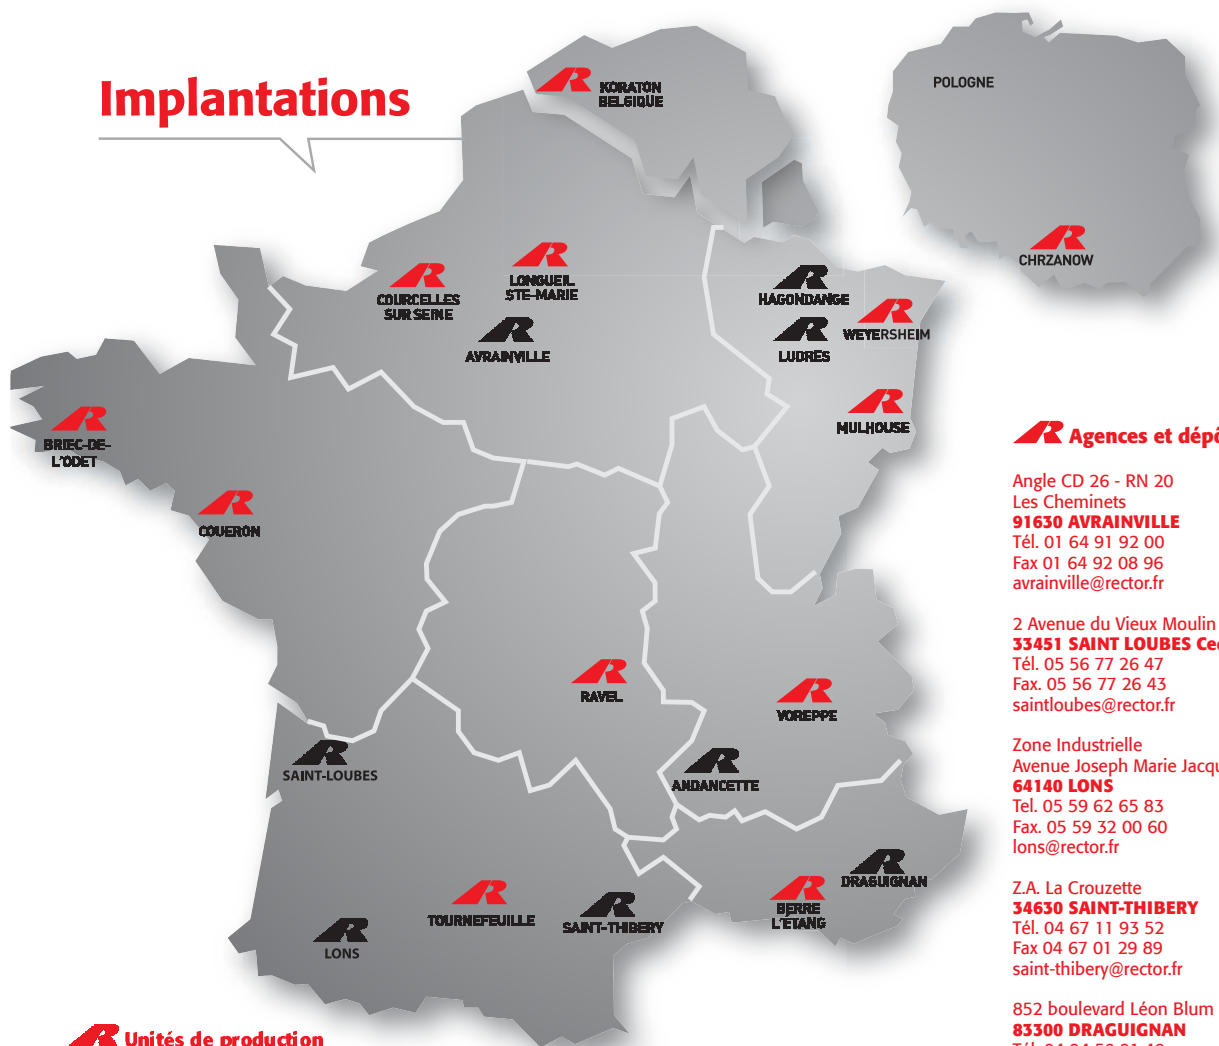 Implantations
KORATON
BELGIQUE
POLOGNE
CHRZANOW
COURCELLES
SUR SEINE
LONGUEIL
STE-MARIE
AVRAINVILLE
HAGONDANGE
WEYERSHEIM
LUDRES
MULHOUSE
BRIEC-DE-
L'ODET
COUERON
RAVEL
VOREPPE
SAINT-LOUBES
ANDANCETTE
DRAGUIGNAN
BERRE
L'ÉTANG
TOURNEFEUILLE
SAINT-THIBERY
LONS
Unités de production
Agences et dépô
Angle CD 26 - RN 20
Les Cheminets
91630 AVRAINVILLE
Tél. 01 64 91 92 00
Fax 01 64 92 08 96
avrainville@rector.fr
2 Avenue du Vieux Moulin
33451 SAINT LOUBES Ce
Tél. 05 56 77 26 47
Fax. 05 56 77 26 43
saintloubes@rector.fr
Zone Industrielle
Avenue Joseph Marie Jacqu
64140 LONS
Tel. 05 59 62 65 83
Fax. 05 59 32 00 60
lons@rector.fr
Z.A. La Crouzette
34630 SAINT-THIBERY
Tél. 04 67 11 93 52
Fax 04 67 01 29 89
saint-thibery@rector.fr
852 boulevard Léon Blum
83300 DRAGUIGNAN